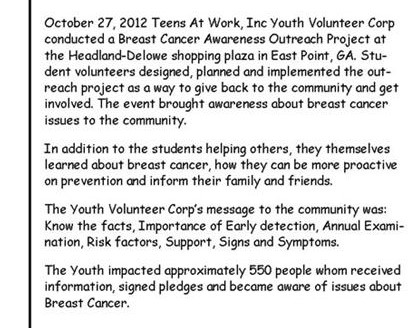 October 27, 2012 Teens At Work, Inc Youth Volunteer Corp
conducted a Breast Cancer Awareness Outreach Project at
the Headland-Delowe shopping plaza in East Point, GA. Stu-
dent volunteers designed, planned and implemented the out-
reach project as a way to give back to the community and get
involved. The event brought awareness about breast cancer
issues to the community.
In addition to the students helping others, they themselves
learned about breast cancer, how they can be more proactive
on prevention and inform their family and friends.
The Youth Volunteer Corp's message to the community was:
Know the facts, Importance of Early detection, Annual Exami-
nation, Risk factors, Support, Signs and Symptoms.
The Youth impacted approximately 550 people whom received
information, signed pledges and became aware of issues about
Breast Cancer.